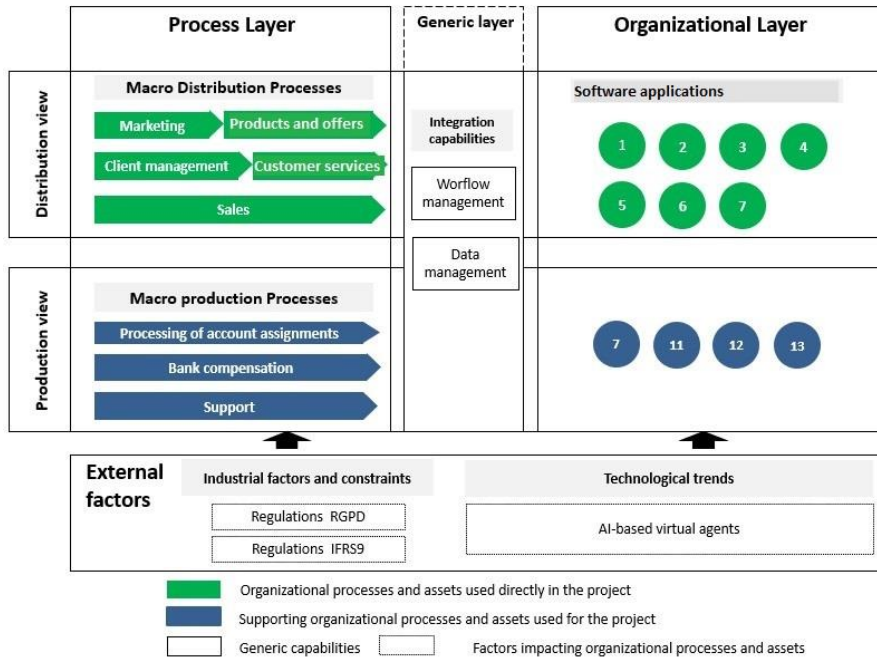 Process Layer
Generic layer
Organizational Layer
Distribution view
Macro Distribution Processes
Marketing
Products and offers
Client management
Customer services
Sales
Integration
capabilities
Worflow
management
Data
management
Software applications
1
2
3
4
5
6
7
Production view
Macro production Processes
Processing of account assignments
Bank compensation
Support
7
11
12
13
External
factors
Industrial factors and constraints
Regulations RGPD
Regulations IFRS9
Technological trends
AI-based virtual agents
Organizational processes and assets used directly in the project
Supporting organizational processes and assets used for the project
Generic capabilities
Factors impacting organizational processes and assets